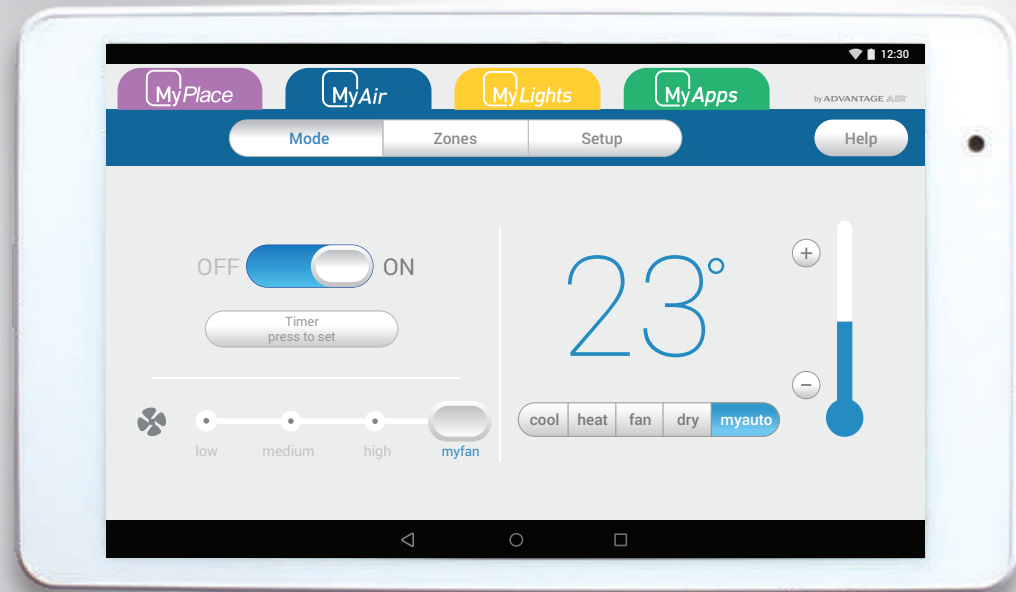 12:30
MyPlace
MyAir
MyLights
MyApps
by ADVANTAGE AIR
Mode
Zones
Setup
Help
OFF
ON
Timer
press to set
low
medium
high
myfan
23°
+
−
cool
heat
fan
dry
myauto